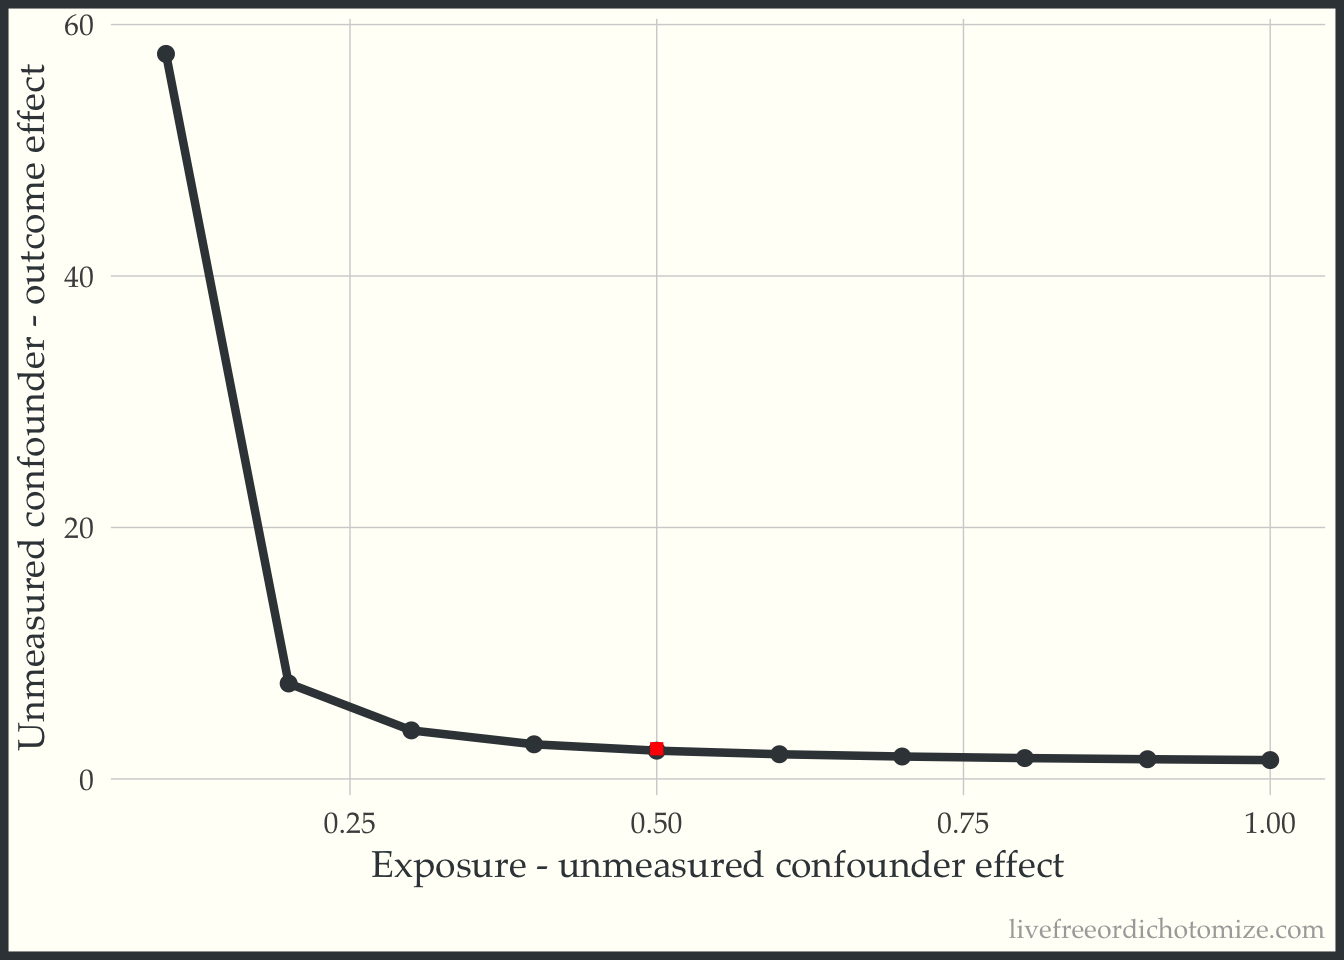 60
40
20
0
Unmeasured confounder - outcome effect
0.25 0.50 0.75 1.00
Exposure - unmeasured confounder effect
livefreeordichotomize.com